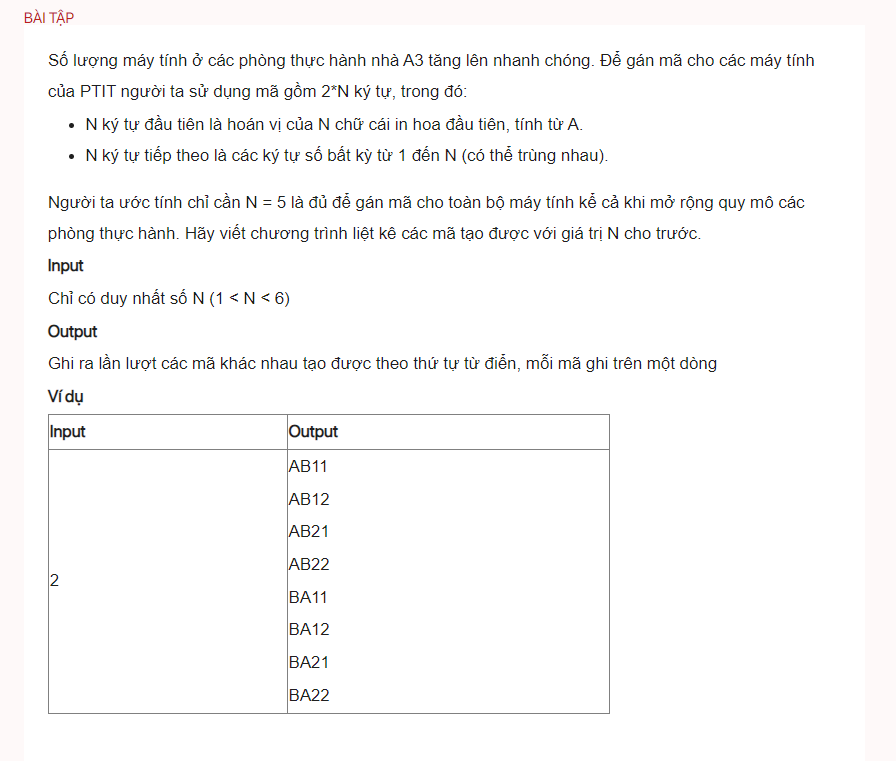 BÀI TẬP
Số lượng máy tính ở các phòng thực hành nhà A3 tăng lên nhanh chóng. Để gán mã cho các máy tính
của PTIT người ta sử dụng mã gồm 2*N ký tự, trong đó:
• N ký tự đầu tiên là hoán vị của N chữ cái in hoa đầu tiên, tính từ A.
• N ký tự tiếp theo là các ký tự số bất kỳ từ 1 đến N (có thể trùng nhau).
Người ta ước tính chỉ cần N = 5 là đủ để gán mã cho toàn bộ máy tính kể cả khi mở rộng quy mô các
phòng thực hành. Hãy viết chương trình liệt kê các mã tạo được với giá trị N cho trước.
Input
Chỉ có duy nhất số N (1 < N < 6)
Output
Ghi ra lần lượt các mã khác nhau tạo được theo thứ tự từ điển, mỗi mã ghi trên một dòng
Ví dụ
Input Output
2
AB11
AB12
AB21
AB22
BA11
BA12
BA21
BA22